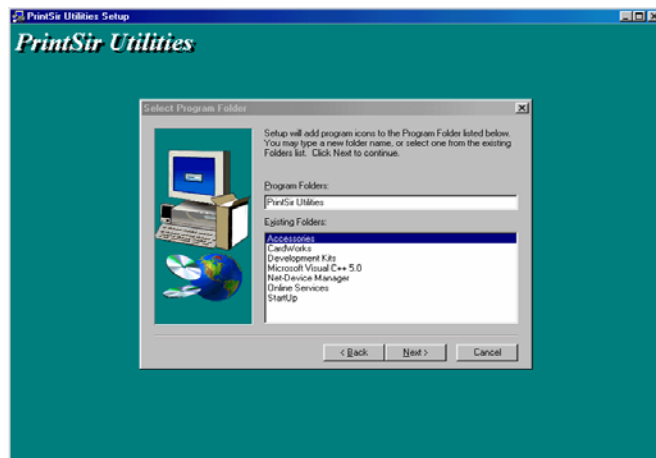 PrintSir Utilities Setup
PrintSir Utilities
Select Program Folder
Setup will add program icons to the Program Folder listed below.
You may type a new folder name, or select one from the existing
Folders list. Click Next to continue.
Program Folders:
PrintSir Utilities
Existing Folders:
Accessories
CardWorks
Development Kits
Microsoft Visual C++ 5.0
Net-Device Manager
Online Services
StartUp
< Back Next > Cancel